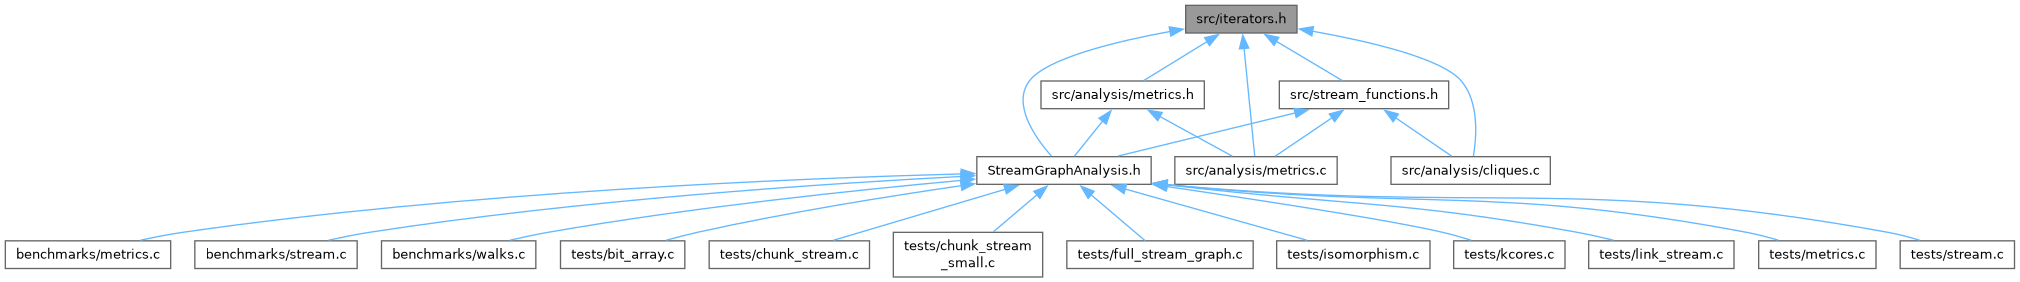 src/iterators.h
src/analysis/metrics.h
src/stream_functions.h
StreamGraphAnalysis.h
src/analysis/metrics.c
src/analysis/cliques.c
benchmarks/metrics.c
benchmarks/stream.c
benchmarks/walks.c
tests/bit_array.c
tests/chunk_stream.c
tests/chunk_stream
_small.c
tests/full_stream_graph.c
tests/isomorphism.c
tests/kcores.c
tests/link_stream.c
tests/metrics.c
tests/stream.c